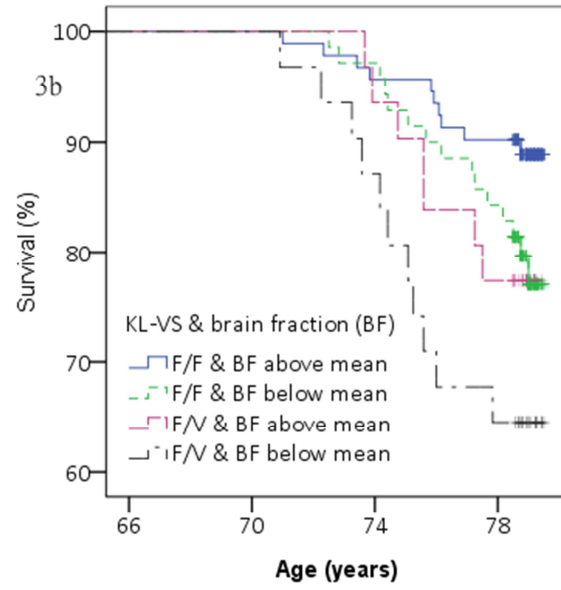 100
3b
90
80
70
60
Survival (%)
KL-VS & brain fraction (BF)
F/F & BF above mean
F/F & BF below mean
F/V & BF above mean
F/V & BF below mean
66 70 74 78
Age (years)